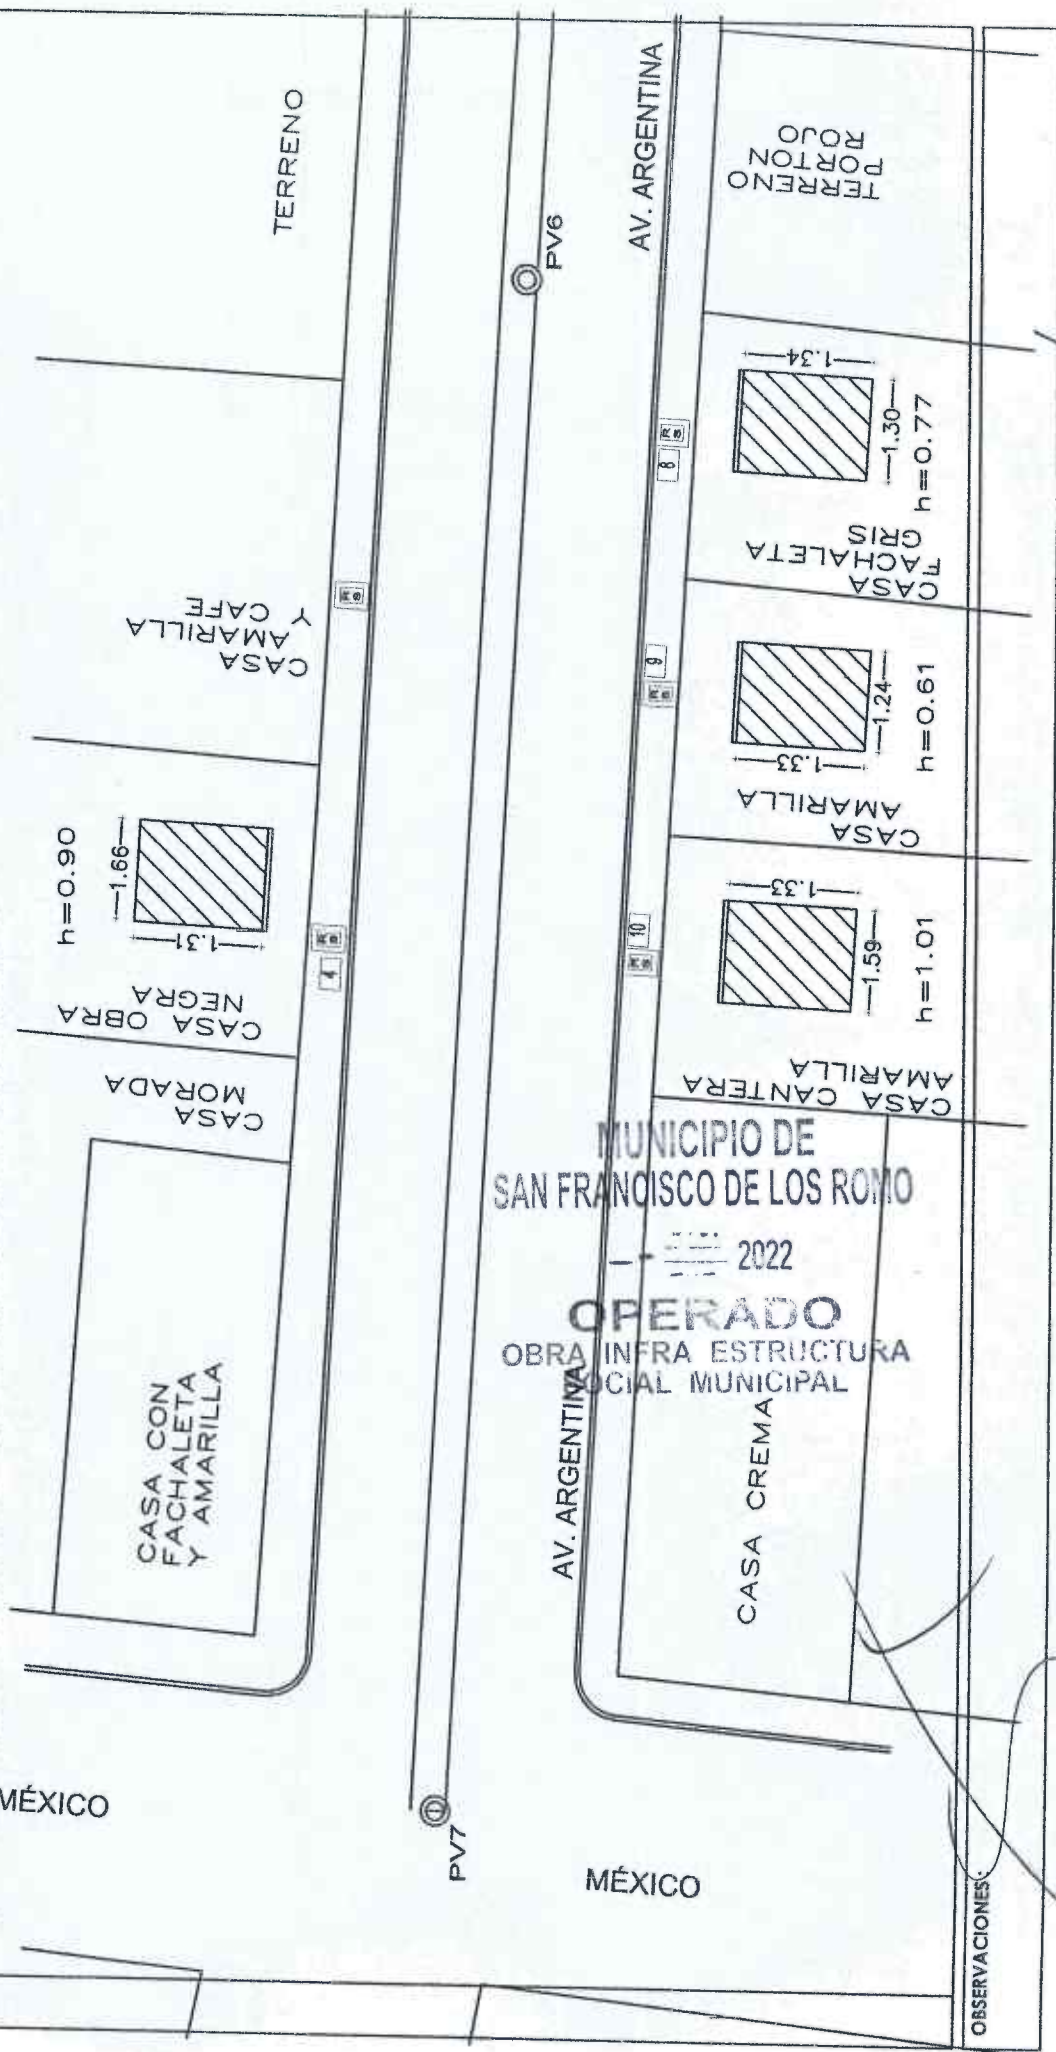 TERRENO
AV. ARGENTINA
TERRENO
PORTON
ROJO
PV6
1.34
1.30
h=0.77
8
R
S
CASA
FACHALETA
GRIS
R
S
CASA
AMARILLA
Y CAFE
9
R
S
1.33
1.24
h=0.61
CASA
AMARILLA
h=0.90
1.66
1.31
R
S
4
CASA OBRA
NEGRA
10
R
S
1.33
1.59
h=1.01
CASA CANTERA
AMARILLA
CASA
MORADA
MUNICIPIO DE
SAN FRANCISCO DE LOS ROMO
2022
OPERADO
OBRA INFRA ESTRUCTURA
SOCIAL MUNICIPAL
CASA CON
FACHALETA
Y AMARILLA
AV. ARGENTINA
CASA CREMA
MÉXICO
PV7
MÉXICO
OBSERVACIONES: